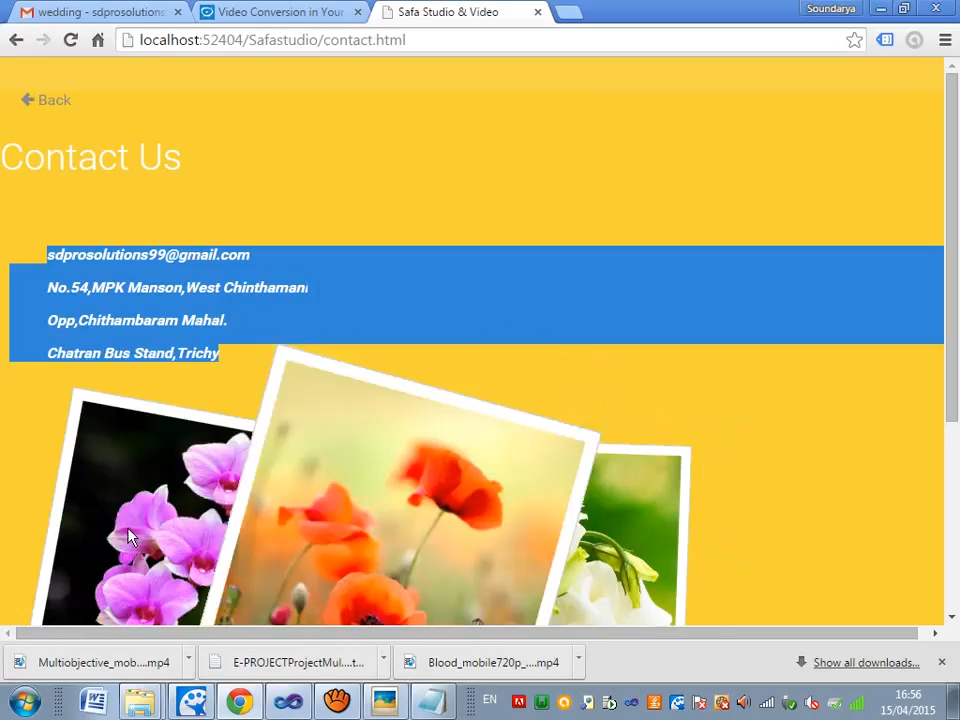 wedding - sdprosolutions
Video Conversion in Your
Safa Studio & Video
Soundarya
localhost:52404/Safastudio/contact.html
Back
Contact Us
sdprosolutions99@gmail.com
No.54,MPK Manson,West Chinthamani
Opp,Chithambaram Mahal.
Chatran Bus Stand,Trichy
Multiobjective_mob....mp4
E-PROJECTProjectMul....t...
Blood_mobile720p_....mp4
Show all downloads...
EN
16:56
15/04/2015